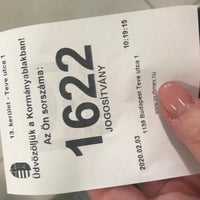 13. kerület - Teve utca 1
Üdvözöljük a Kormányablakban!
Az Ön sorszáma:
1622
JOGOSÍTVÁNY
1139 Budapest Teve utca 1
2020.02.03
10:19:15